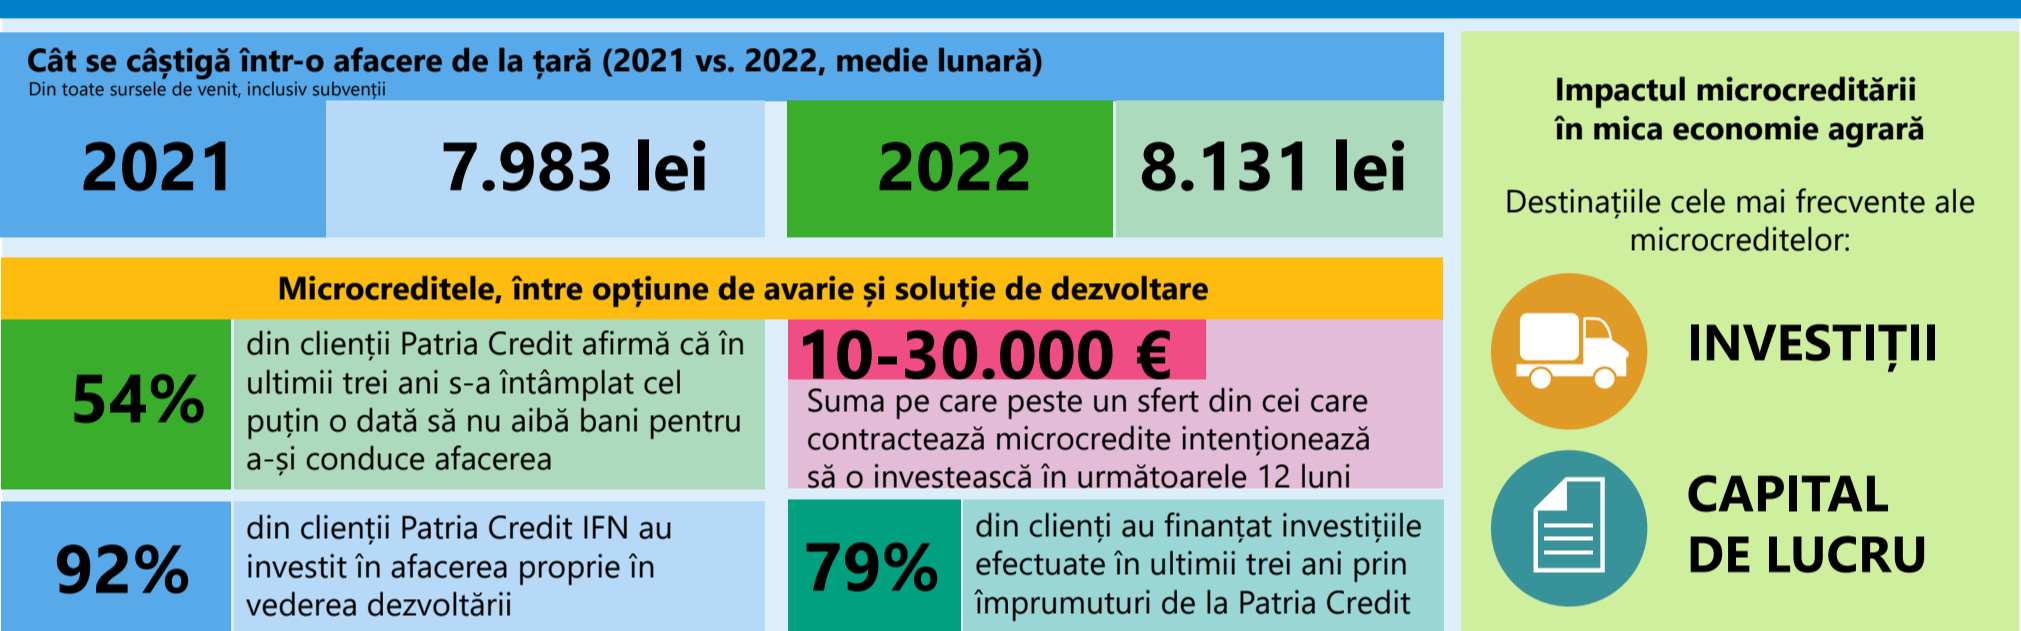 Cât se câștigă într-o afacere de la țară (2021 vs. 2022, medie lunară)
Din toate sursele de venit, inclusiv subvenții
2021
7.983 lei
2022
8.131 lei
Microcreditele, între opțiune de avarie și soluție de dezvoltare
54%
din clienții Patria Credit afirmă că în
ultimii trei ani s-a întâmplat cel
puțin o dată să nu aibă bani pentru
a-și conduce afacerea
10-30.000 €
Suma pe care peste un sfert din cei care
contractează microcredite intenționează
să o investească în următoarele 12 luni
92%
din clienții Patria Credit IFN au
investit în afacerea proprie în
vederea dezvoltării
79%
din clienți au finanțat investițiile
efectuate în ultimii trei ani prin
împrumuturi de la Patria Credit
Impactul microcreditării
în mica economie agrară
Destinațiile cele mai frecvente ale
microcreditelor:
INVESTIȚII
CAPITAL
DE LUCRU